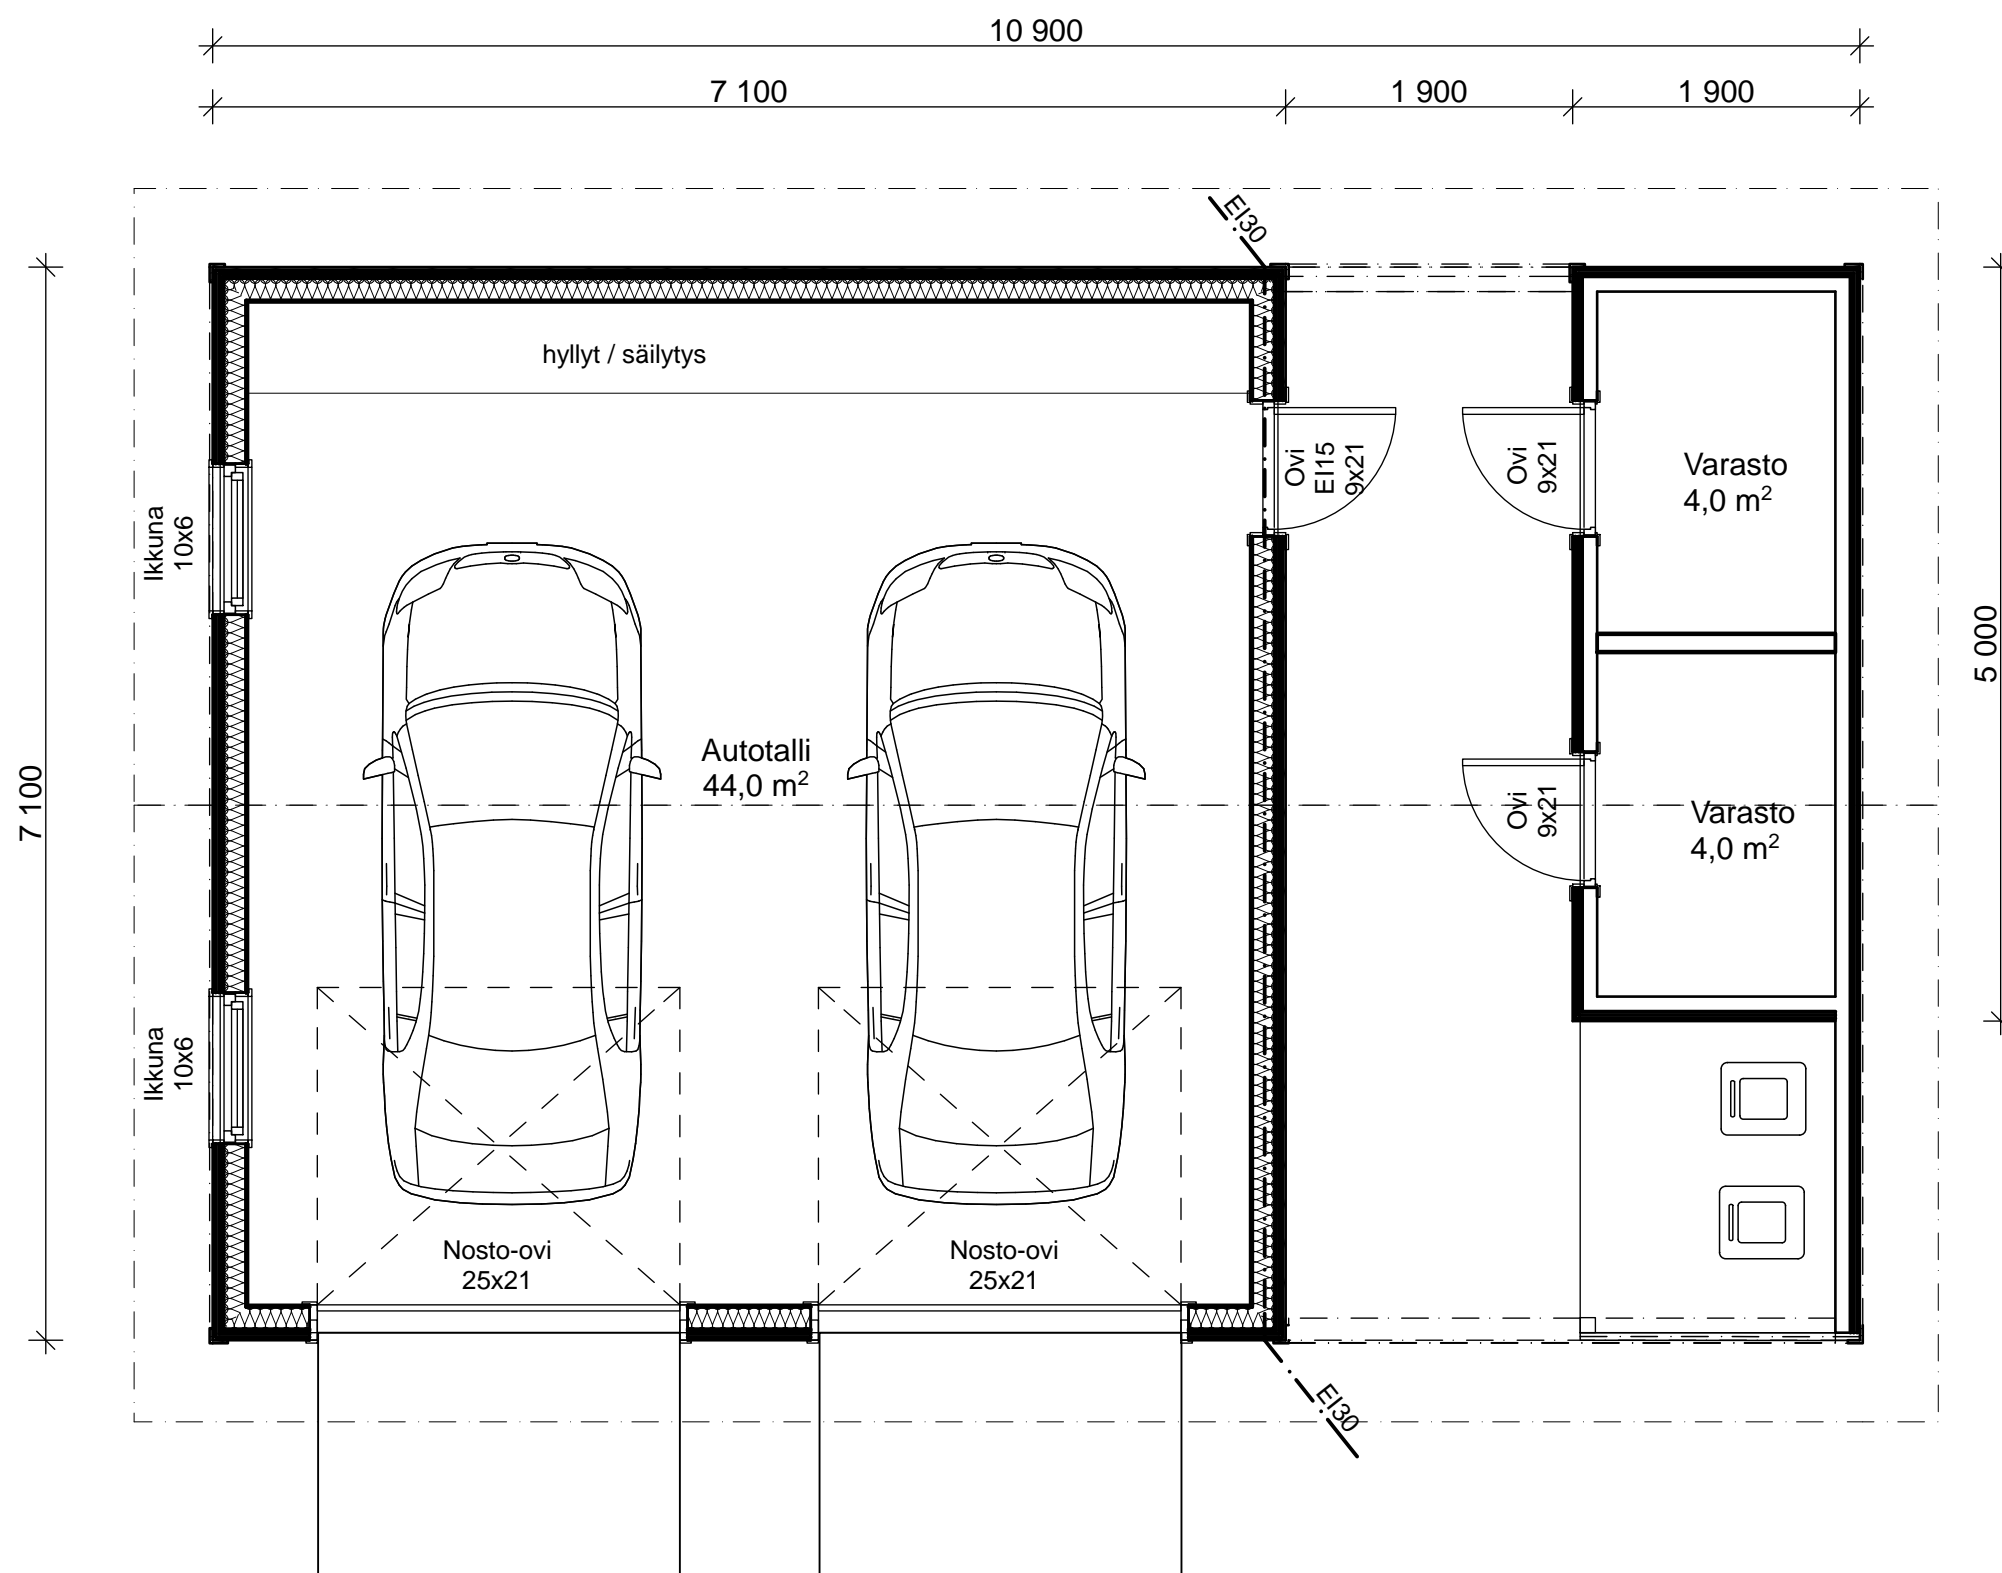 10 900
7 100
1 900
1 900
EI30
hyllyt / säilytys
Ovi
EI15
9x21
Ovi
9x21
Varasto
4,0 m²
Ikkuna
10x6
5 000
7 100
Autotalli
44,0 m²
Ovi
9x21
Varasto
4,0 m²
Ikkuna
10x6
Nosto-ovi
25x21
Nosto-ovi
25x21
EI30